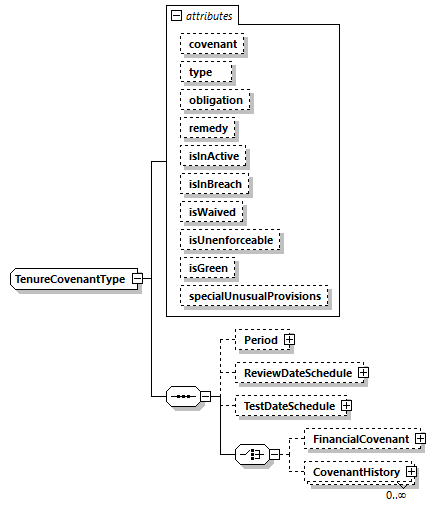 attributes
covenant
type
obligation
remedy
isInActive
isInBreach
isWaived
isUnenforceable
isGreen
specialUnusualProvisions
TenureCovenantType
Period
ReviewDateSchedule
TestDateSchedule
FinancialCovenant
CovenantHistory
0..∞